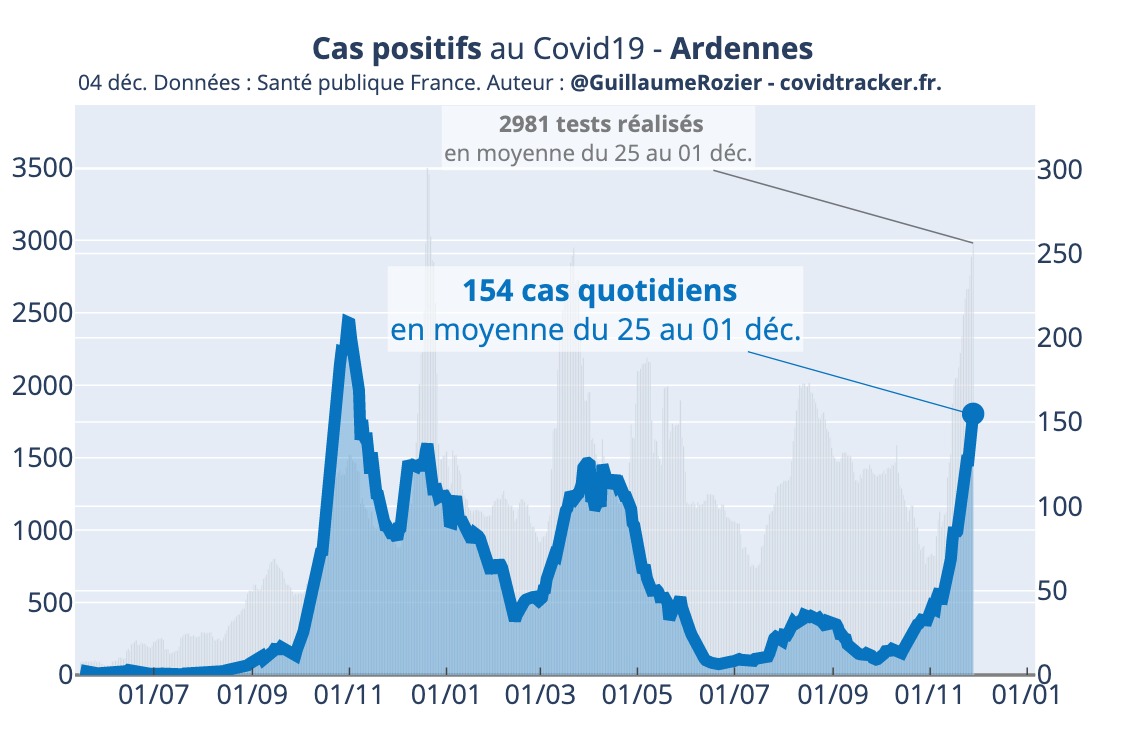 Cas positifs au Covid19 - Ardennes
04 déc. Données : Santé publique France. Auteur : @GuillaumeRozier - covidtracker.fr.
2981 tests réalisés
en moyenne du 25 au 01 déc.
154 cas quotidiens
en moyenne du 25 au 01 déc.
3500
3000
2500
2000
1500
1000
500
0
300
250
200
150
100
50
0
01/07 01/09 01/11 01/01 01/03 01/05 01/07 01/09 01/11 01/01